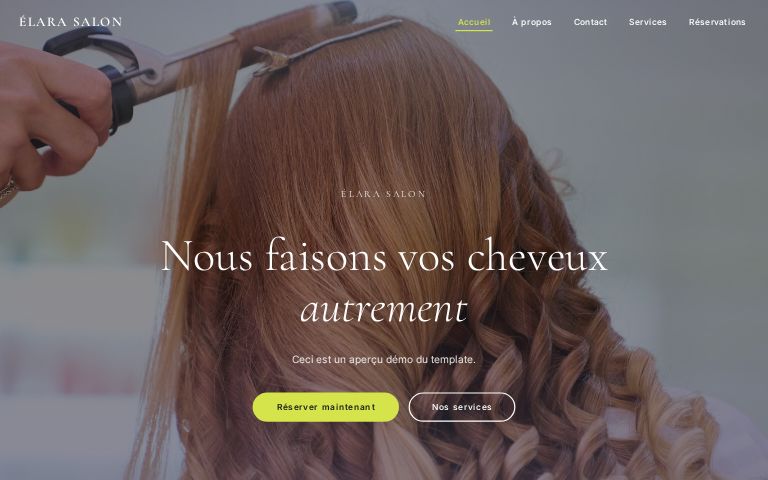 ÉLARA SALON
Accueil
À propos
Contact
Services
Réservations
ÉLARA SALON
Nous faisons vos cheveux
autrement
Ceci est un aperçu démo du template.
Réserver maintenant
Nos services